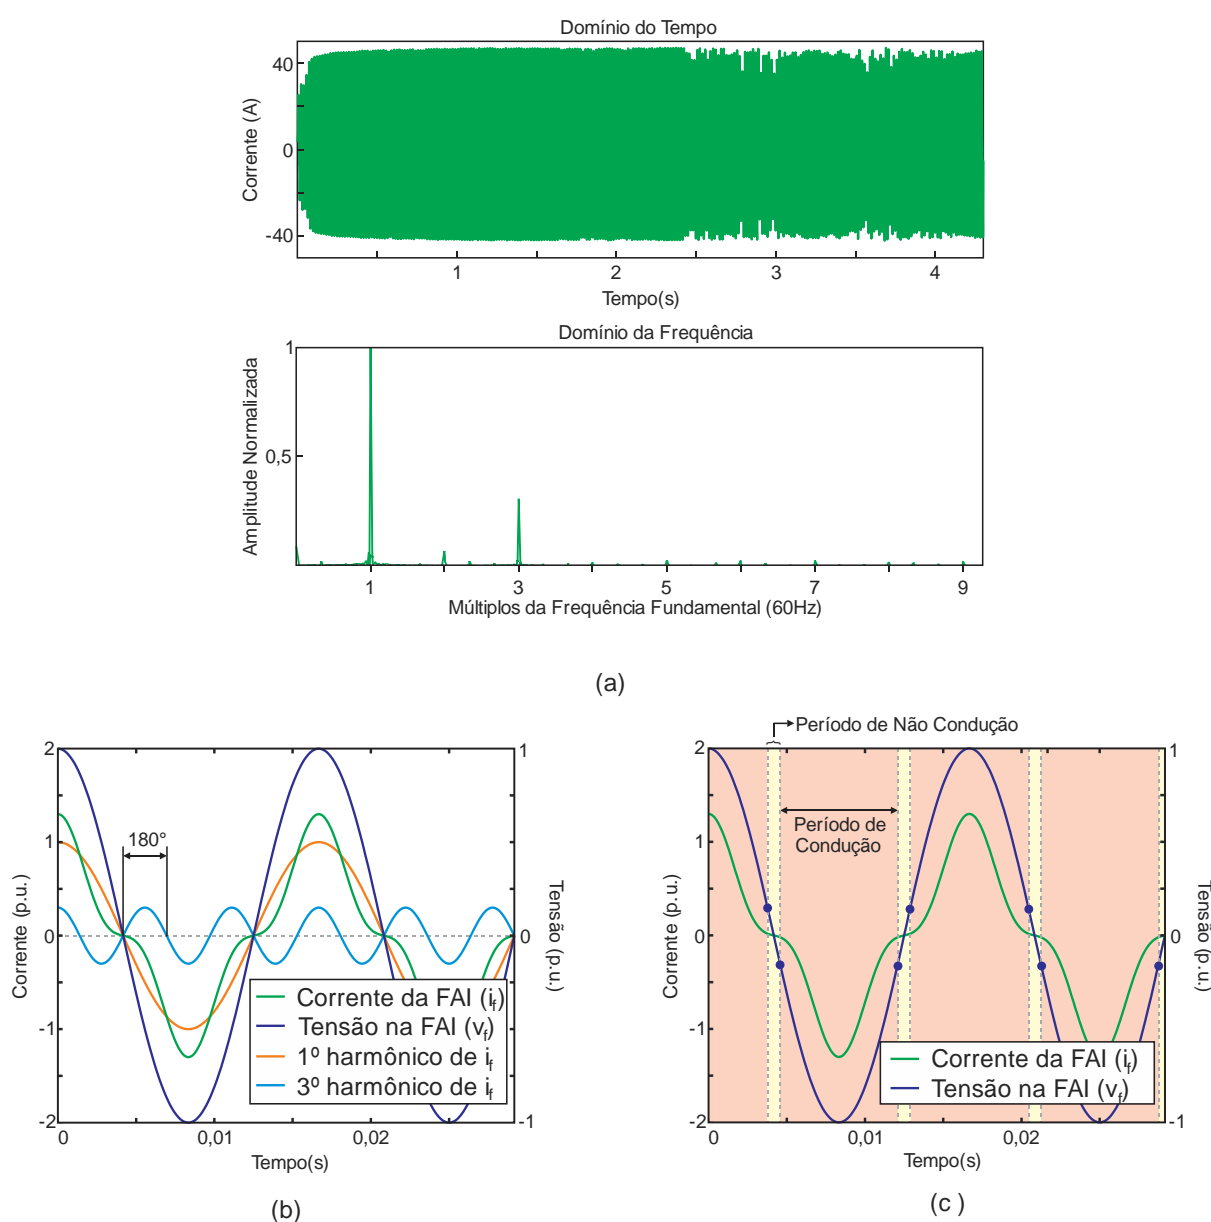 Domínio do Tempo
Corrente (A)
40
0
-40
1
2
3
4
Tempo(s)
Domínio da Frequência
Amplitude Normalizada
1
0,5
1
3
5
7
9
Múltiplos da Frequência Fundamental (60Hz)
(a)
2
1
0
-1
-2
Corrente (p.u.)
180°
1
0
-1
Tensão (p.u.)
Corrente da FAI (if)
Tensão na FAI (vf)
1º harmônico de if
3º harmônico de if
0
0,01
0,02
Tempo(s)
(b)
Período de Não Condução
2
1
0
-1
-2
Corrente (p.u.)
Período de
Condução
1
0
-1
Tensão (p.u.)
Corrente da FAI (if)
Tensão na FAI (vf)
0
0,01
0,02
Tempo(s)
(c )